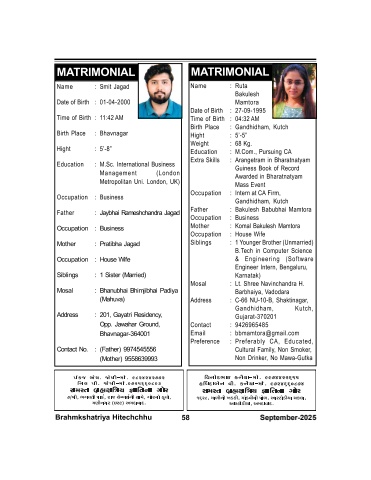 MATRIMONIAL
Name : Smit Jagad
Date of Birth : 01-04-2000
Time of Birth : 11:42 AM
Birth Place : Bhavnagar
Hight : 5'-8"
Education : M.Sc. International Business
Management (London
Metropolitan Uni. London, UK)
Occupation : Business
Father : Jaybhai Rameshchandra Jagad
Occupation : Business
Mother : Pratibha Jagad
Occupation : House Wife
Siblings : 1 Sister (Married)
Mosal : Bhanubhai Bhimjibhai Padiya
(Mahuva)
Address : 201, Gayatri Residency,
Opp. Jawahar Ground,
Bhavnagar-364001
Contact No. : (Father) 9974545556
(Mother) 9558639993
MATRIMONIAL
Name : Ruta
Bakulesh
Mamtora
Date of Birth : 27-09-1995
Time of Birth : 04:32 AM
Birth Place : Gandhidham, Kutch
Hight : 5'-5"
Weight : 68 Kg.
Education : M.Com., Pursuing CA
Extra Skills : Arangetram in Bharatnatyam
Guiness Book of Record
Awarded in Bharatnatyam
Mass Event
Occupation : Intern at CA Firm,
Gandhidham, Kutch
Father : Bakulesh Babubhai Mamtora
Occupation : Business
Mother : Komal Bakulesh Mamtora
Occupation : House Wife
Siblings : 1 Younger Brother (Unmarried)
B.Tech in Computer Science
& Engineering (Software
Engineer Intern, Bengaluru,
Karnatak)
Mosal : Lt. Shree Navinchandra H.
Barbhaiya, Vadodara
Address : C-66 NU-10-B, Shaktinagar,
Gandhidham, Kutch,
Gujarat-370201
Contact : 9426965485
Email : bbmamtora@gmail.com
Preference : Preferably CA, Educated,
Cultural Family, Non Smoker,
Non Drinker, No Mawa-Gutka
સમસ્ત બ્રહ્મક્ષત્રિય જ્ઞાતિના ગોર
સમસ્ત બ્રહ્મક્ષત્રિય જ્ઞાતિના ગોર
Brahmkshatriya Hitechchhu 58 September-2025